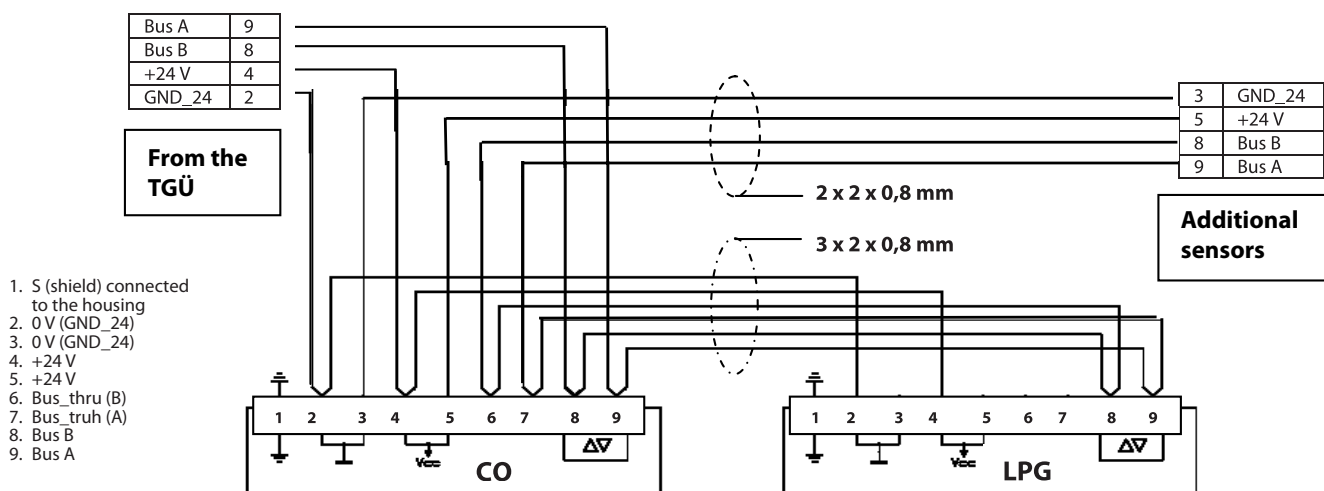 Bus A 9
Bus B 8
+24 V 4
GND_24 2
From the
TGÜ
3 GND_24
5 +24 V
8 Bus B
9 Bus A
Additional
sensors
2 x 2 x 0,8 mm
3 x 2 x 0,8 mm
1. S (shield) connected
to the housing
2. 0 V (GND_24)
3. 0 V (GND_24)
4. +24 V
5. +24 V
6. Bus_thru (B)
7. Bus_truh (A)
8. Bus B
9. Bus A
1 2 3 4 5 6 7 8 9
Vcc
CO
1 2 3 4 5 6 7 8 9
Vcc
LPG